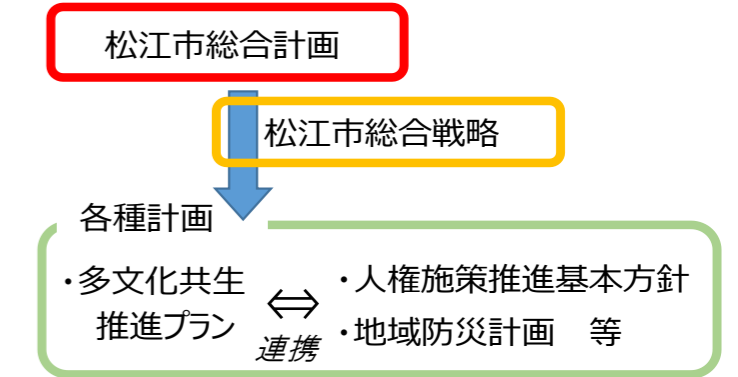 松江市総合計画
松江市総合戦略
各種計画
・多文化共生
推進プラン
⇔
連携
・人権施策推進基本方針
・地域防災計画　等